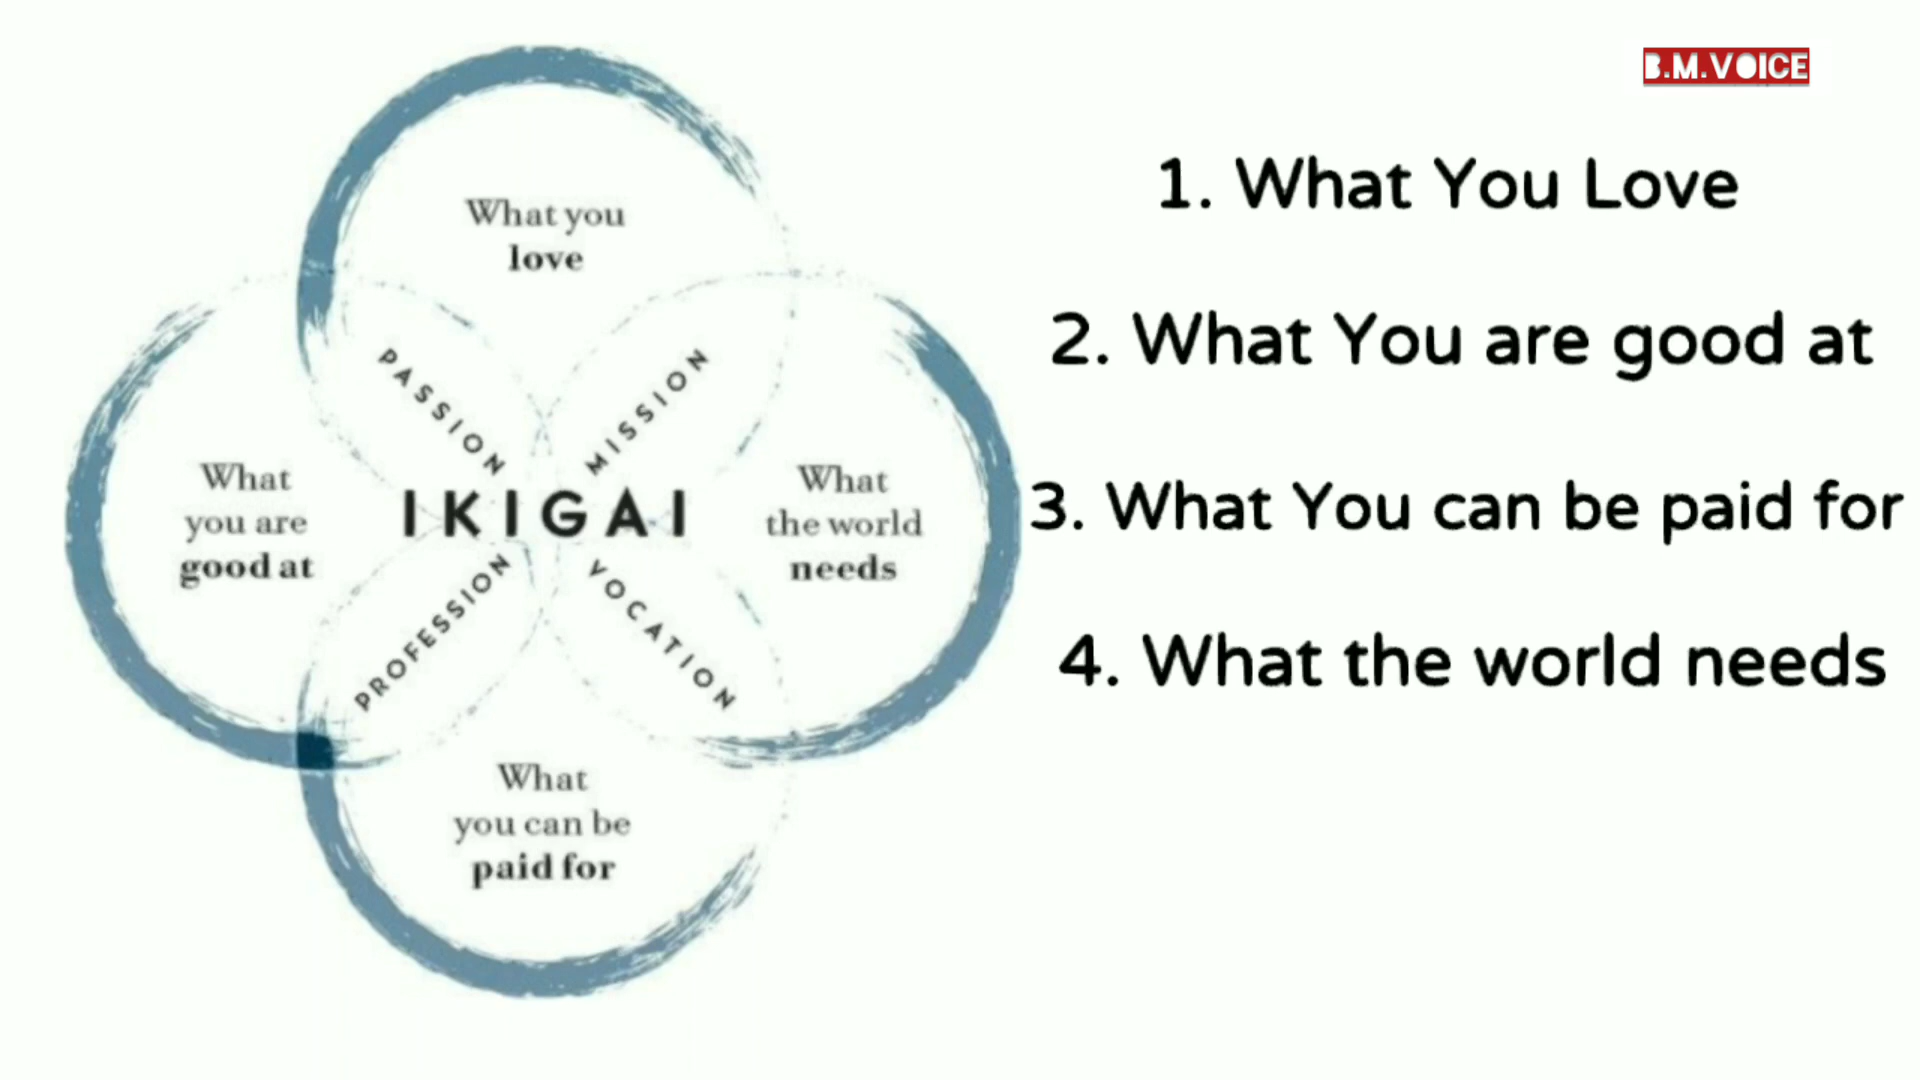 B.M.VOICE
What you
love
PASSION
MISSION
What
you are
good at
IKIGAI
What
the world
needs
PROFESSION
VOCATION
What
you can be
paid for
1. What You Love
2. What You are good at
3. What You can be paid for
4. What the world needs